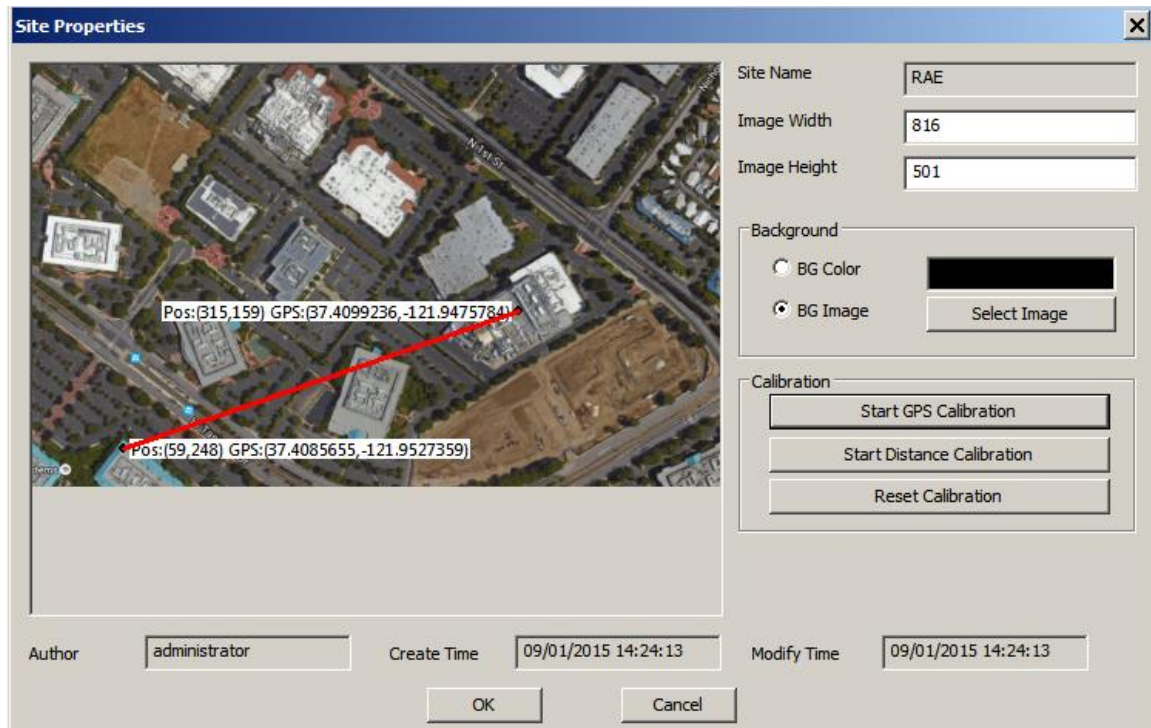 Site Properties
Site Name
RAE
Image Width
816
Image Height
501
N 1st St
Background
BG Color
BG Image
Select Image
Pos:(315,159) GPS:(37.4099236,-121.9475784)
Calibration
Start GPS Calibration
Start Distance Calibration
Reset Calibration
Pos:(59,248) GPS:(37.4085655,-121.9527359)
Author
administrator
Create Time
09/01/2015 14:24:13
Modify Time
09/01/2015 14:24:13
OK
Cancel